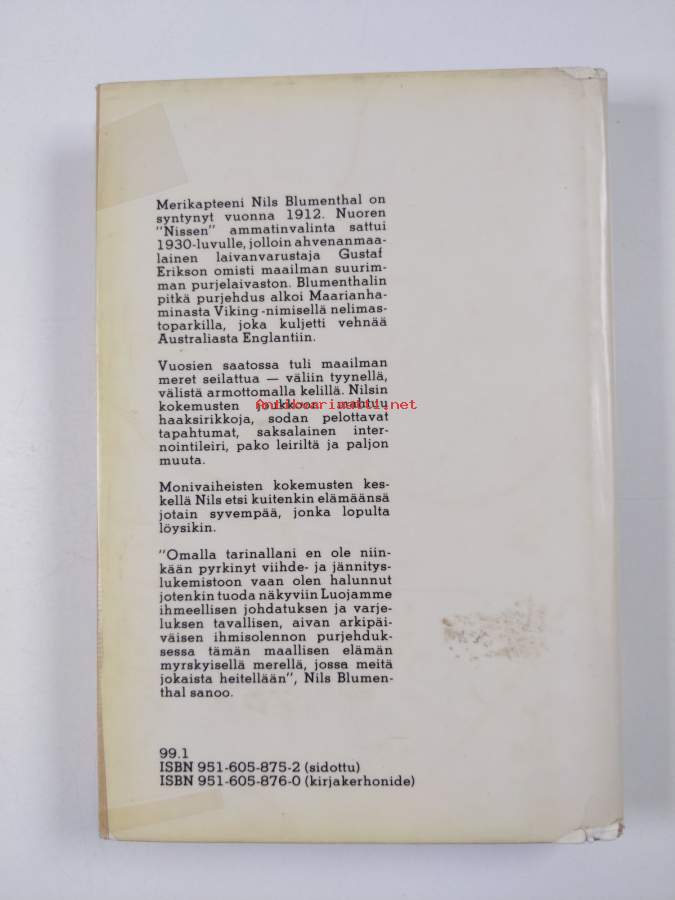 Merikapteeni Nils Blumenthal on
syntynyt vuonna 1912. Nuoren
"Nissen" ammatinvalinta sattui
1930-luvulle, jolloin ahvenanmaa-
lainen laivanvarustaja Gustaf
Erikson omisti maailman suurim-
man purjelaivaston. Blumenthalin
pitkä purjehdus alkoi Maarianha-
minasta Viking -nimisellä nelimas-
toparkilla, joka kuljetti vehnää
Australiasta Englantiin.
Vuosien saatossa tuli maailman
meret seilattua — väliin tyynellä,
välistä armottomalla kelillä. Nilsin
kokemusten joukkoon mahtuu
Antikvariaatti.net
haaksirikkoja, sodan pelottavat
tapahtumat, saksalainen inter-
nointileiri, pako leiriltä ja paljon
muuta.
Monivaiheisten kokemusten kes-
kellä Nils etsi kuitenkin elämäänsä
jotain syvempää, jonka lopulta
löysikin.
"Omalla tarinallani en ole niin-
kään pyrkinyt viihde- ja jännitys-
lukemistoon vaan olen halunnut
jotenkin tuoda näkyviin Luojamme
ihmeellisen johdatuksen ja varje-
luksen tavallisen, aivan arkipäi-
väisen ihmisolennon purjehduk-
sessa tämän maallisen elämän
myrskyisellä merellä, jossa meitä
jokaista heitellään", Nils Blumen-
thal sanoo.
99.1
ISBN 951-605-875-2 (sidottu)
ISBN 951-605-876-0 (kirjakerhonide)